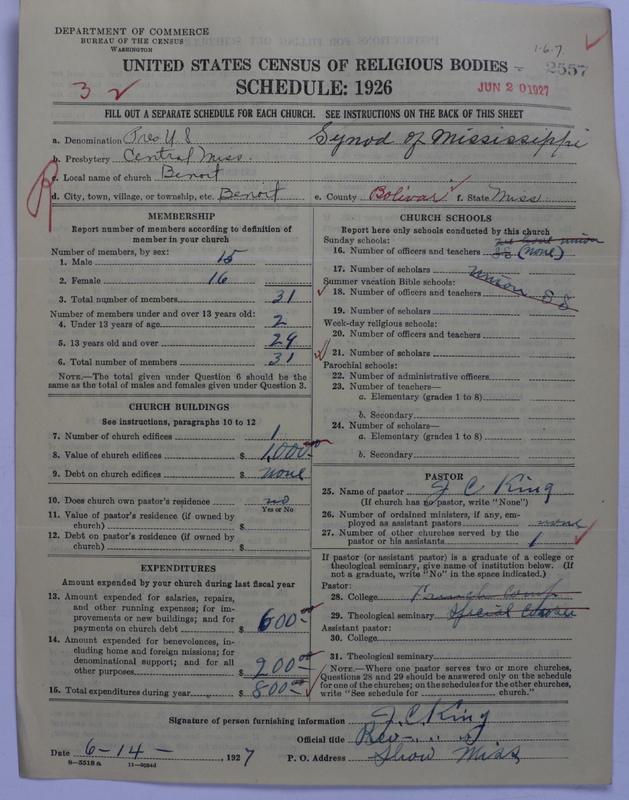 DEPARTMENT OF COMMERCE
BUREAU OF THE CENSUS
WASHINGTON
1-6-7.
2557
UNITED STATES CENSUS OF RELIGIOUS BODIES
SCHEDULE: 1926
3 2
JUN 20 1927
FILL OUT A SEPARATE SCHEDULE FOR EACH CHURCH. SEE INSTRUCTIONS ON THE BACK OF THIS SHEET
a. Denomination Pres U S Synod of Mississippi
b. Presbytery Central Miss.
c. Local name of church Benoit
d. City, town, village, or township, etc. Benoit e. County Bolivar f. State Miss
R
MEMBERSHIP
Report number of members according to definition of
member in your church
Number of members, by sex:
1. Male 15
2. Female 16
3. Total number of members 31
Number of members under and over 13 years old:
4. Under 13 years of age 2
5. 13 years old and over 29
6. Total number of members 31
NOTE.—The total given under Question 6 should be the
same as the total of males and females given under Question 3.
CHURCH BUILDINGS
See instructions, paragraphs 10 to 12
7. Number of church edifices 1
8. Value of church edifices $ 1,000.00
9. Debt on church edifices $ none
10. Does church own pastor's residence no
Yes or No
11. Value of pastor's residence (if owned by
church) $
12. Debt on pastor's residence (if owned by
church) $
EXPENDITURES
Amount expended by your church during last fiscal year
13. Amount expended for salaries, repairs,
and other running expenses; for im-
provements or new buildings; and for
payments on church debt $ 600.00
14. Amount expended for benevolences, in-
cluding home and foreign missions; for
denominational support; and for all
other purposes $ 200.00
15. Total expenditures during year $ 800.00
CHURCH SCHOOLS
Report here only schools conducted by this church
Sunday schools: union
16. Number of officers and teachers SS (none)
17. Number of scholars Union S S
Summer vacation Bible schools:
18. Number of officers and teachers
19. Number of scholars
Week-day religious schools:
20. Number of officers and teachers
21. Number of scholars
Parochial schools:
22. Number of administrative officers
23. Number of teachers—
a. Elementary (grades 1 to 8)
b. Secondary
24. Number of scholars—
a. Elementary (grades 1 to 8)
b. Secondary
PASTOR
25. Name of pastor J C King
(If church has no pastor, write "None")
26. Number of ordained ministers, if any, em-
ployed as assistant pastors none
27. Number of other churches served by the
pastor or his assistants 1
If pastor (or assistant pastor) is a graduate of a college or
theological seminary, give name of institution below. (If
not a graduate, write "No" in the space indicated.)
Pastor:
28. College
29. Theological seminary Special Course
Assistant pastor:
30. College
31. Theological seminary
NOTE.—Where one pastor serves two or more churches,
Questions 28 and 29 should be answered only on the schedule
for one of the churches; on the schedules for the other churches,
write "See schedule for church."
Signature of person furnishing information J. C. King
Official title Rev
Date 6-14- , 1927 P. O. Address Shaw Miss
8-5518a 11-9084d